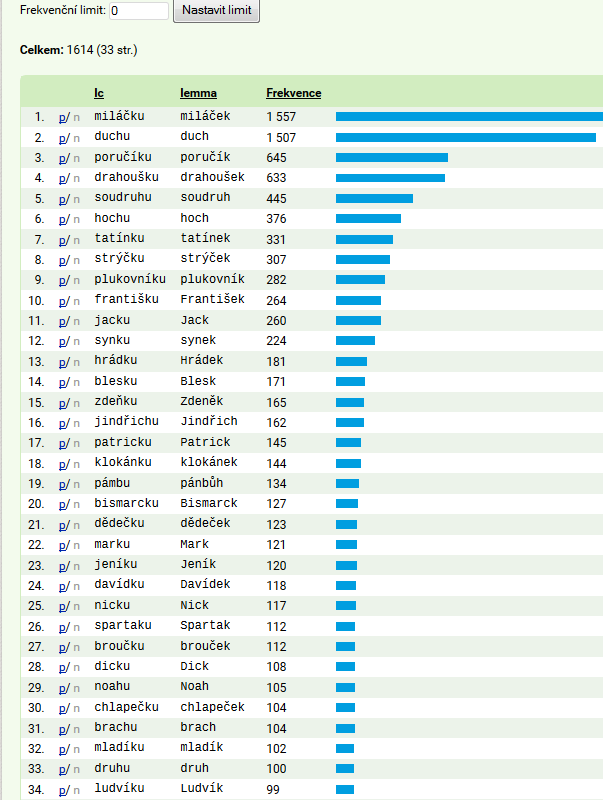 Frekvenční limit: 0 Nastavit limit
Celkem: 1614 (33 str.)
lc lemma Frekvence
1. p/ n miláčku miláček 1 557
2. p/ n duchu duch 1 507
3. p/ n poručíku poručík 645
4. p/ n drahoušku drahoušek 633
5. p/ n soudruhu soudruh 445
6. p/ n hochu hoch 376
7. p/ n tatínku tatínek 331
8. p/ n strýčku strýček 307
9. p/ n plukovníku plukovník 282
10. p/ n františku František 264
11. p/ n jacku Jack 260
12. p/ n synku synek 224
13. p/ n hrádku Hrádek 181
14. p/ n blesku Blesk 171
15. p/ n zdeňku Zdeněk 165
16. p/ n jindřichu Jindřich 162
17. p/ n patricku Patrick 145
18. p/ n klokánku klokánek 144
19. p/ n pámbu pánbůh 134
20. p/ n bismarcku Bismarck 127
21. p/ n dědečku dědeček 123
22. p/ n marku Mark 121
23. p/ n jeníku Jeník 120
24. p/ n davídku Davídek 118
25. p/ n nicku Nick 117
26. p/ n spartaku Spartak 112
27. p/ n broučku brouček 112
28. p/ n dicku Dick 108
29. p/ n noahu Noah 105
30. p/ n chlapečku chlapeček 104
31. p/ n brachu brach 104
32. p/ n mladíku mladík 102
33. p/ n druhu druh 100
34. p/ n ludvíku Ludvík 99